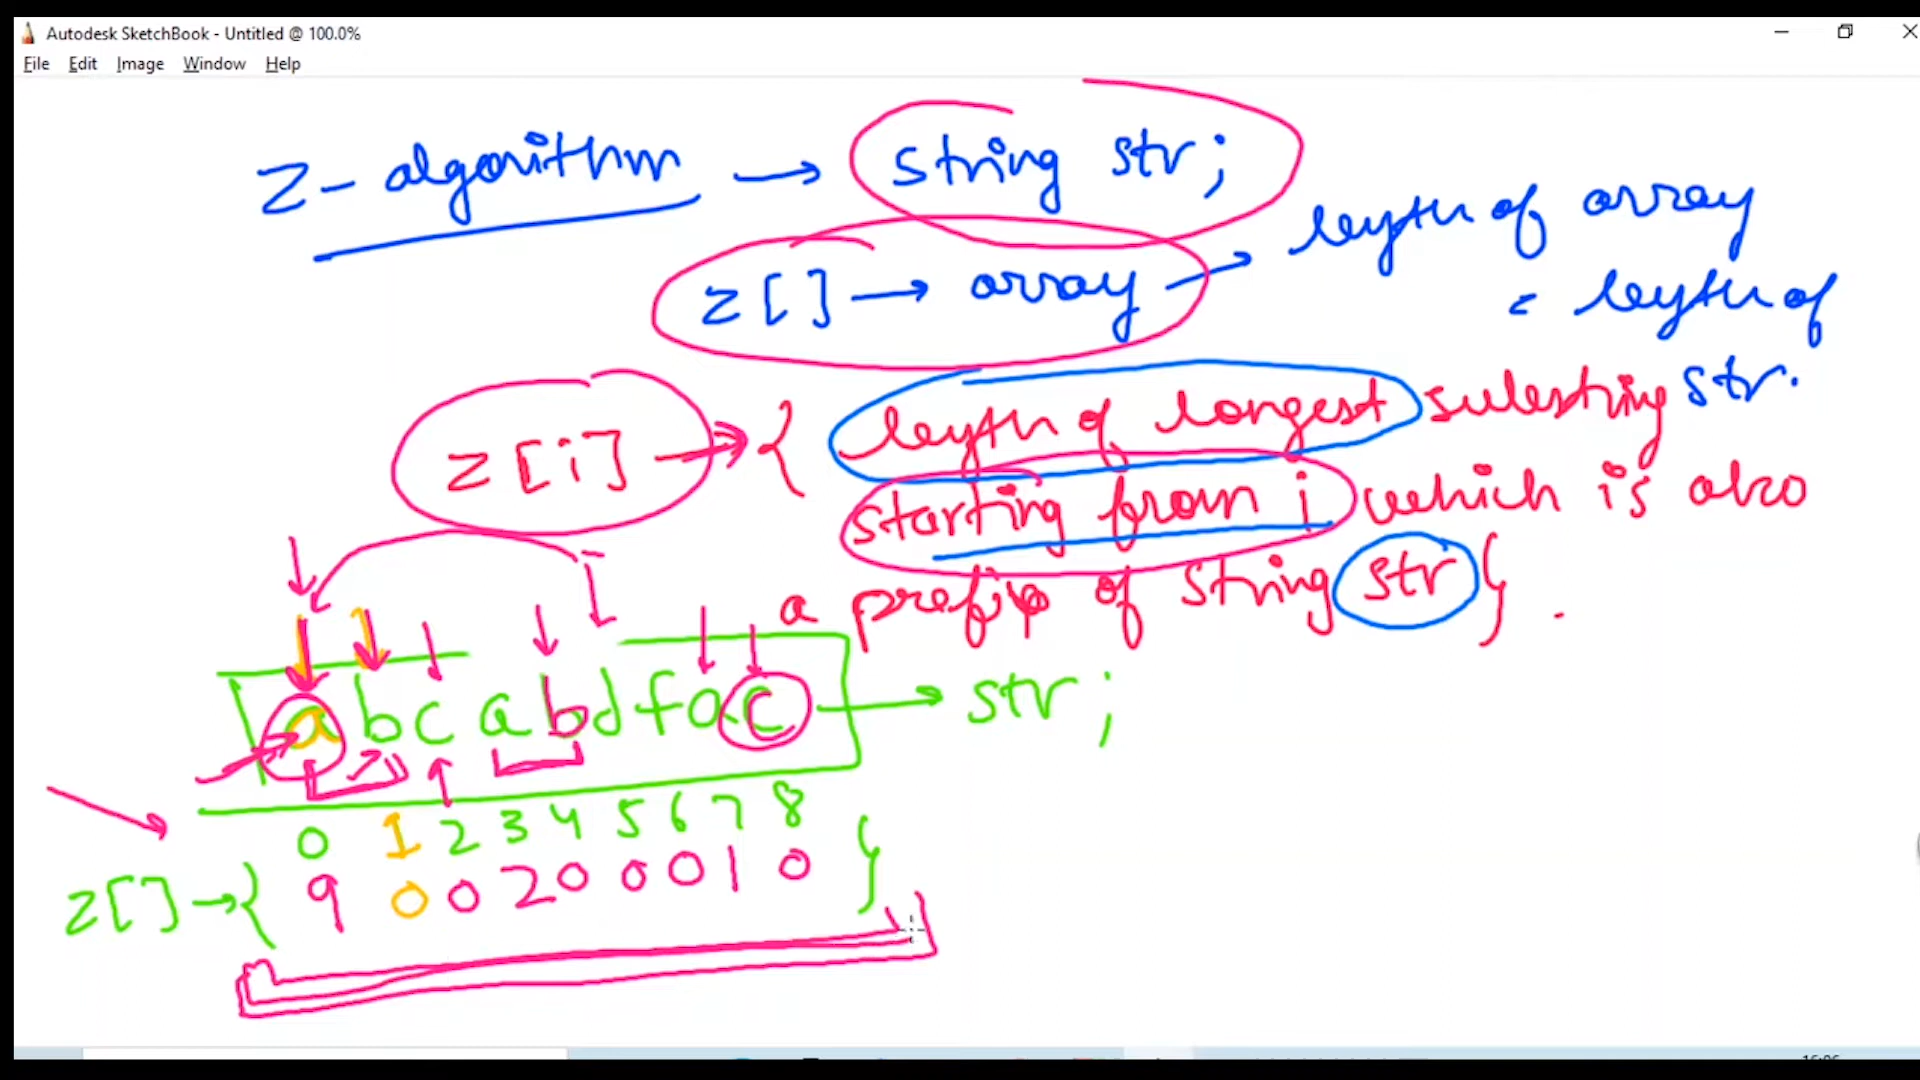 Autodesk SketchBook - Untitled @ 100.0%
File Edit Image Window Help
Z-algorithm → string str;
z[] → array → length of array
= length of
str.
z[i] → { length of longest substring
starting from i which is also
a prefix of string str }.
abcabdfac → str;
0 1 2 3 4 5 6 7 8
z[] → { 9 0 0 2 0 0 0 1 0 }